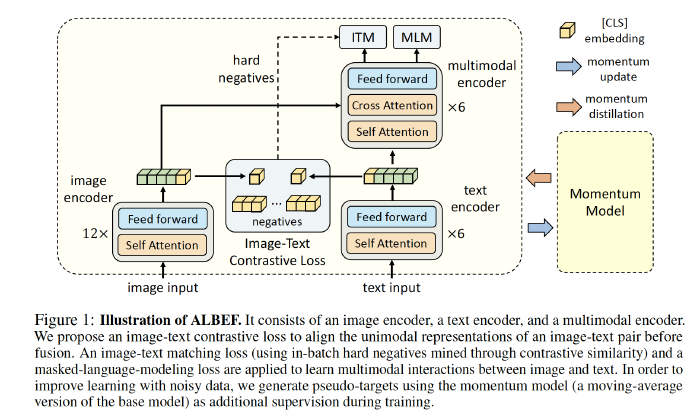 ITM
MLM
hard
negatives
Feed forward
Cross Attention
Self Attention
multimodal
encoder
×6
[CLS]
embedding
momentum
update
momentum
distillation
image
encoder
12×
Feed forward
Self Attention
image input
...
negatives
Image-Text
Contrastive Loss
text
encoder
Feed forward
Self Attention
×6
text input
Momentum
Model
Figure 1: Illustration of ALBEF. It consists of an image encoder, a text encoder, and a multimodal encoder.
We propose an image-text contrastive loss to align the unimodal representations of an image-text pair before
fusion. An image-text matching loss (using in-batch hard negatives mined through contrastive similarity) and a
masked-language-modeling loss are applied to learn multimodal interactions between image and text. In order to
improve learning with noisy data, we generate pseudo-targets using the momentum model (a moving-average
version of the base model) as additional supervision during training.